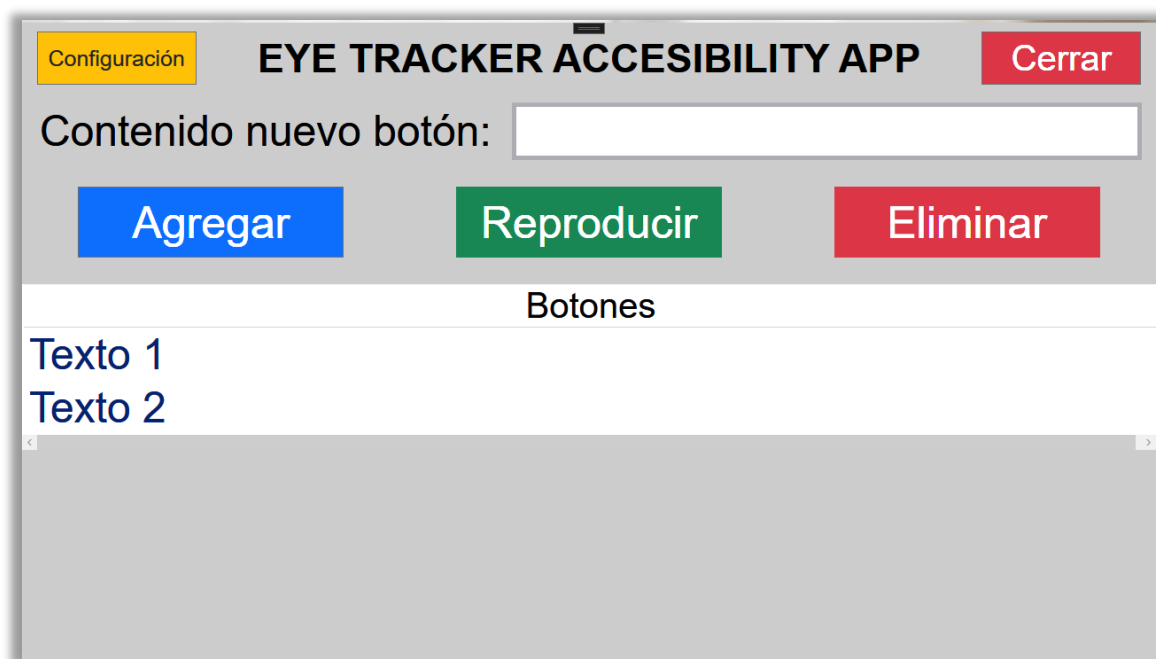 Configuración EYE TRACKER ACCESIBILITY APP Cerrar
Contenido nuevo botón:
Agregar Reproducir Eliminar
Botones
Texto 1
Texto 2